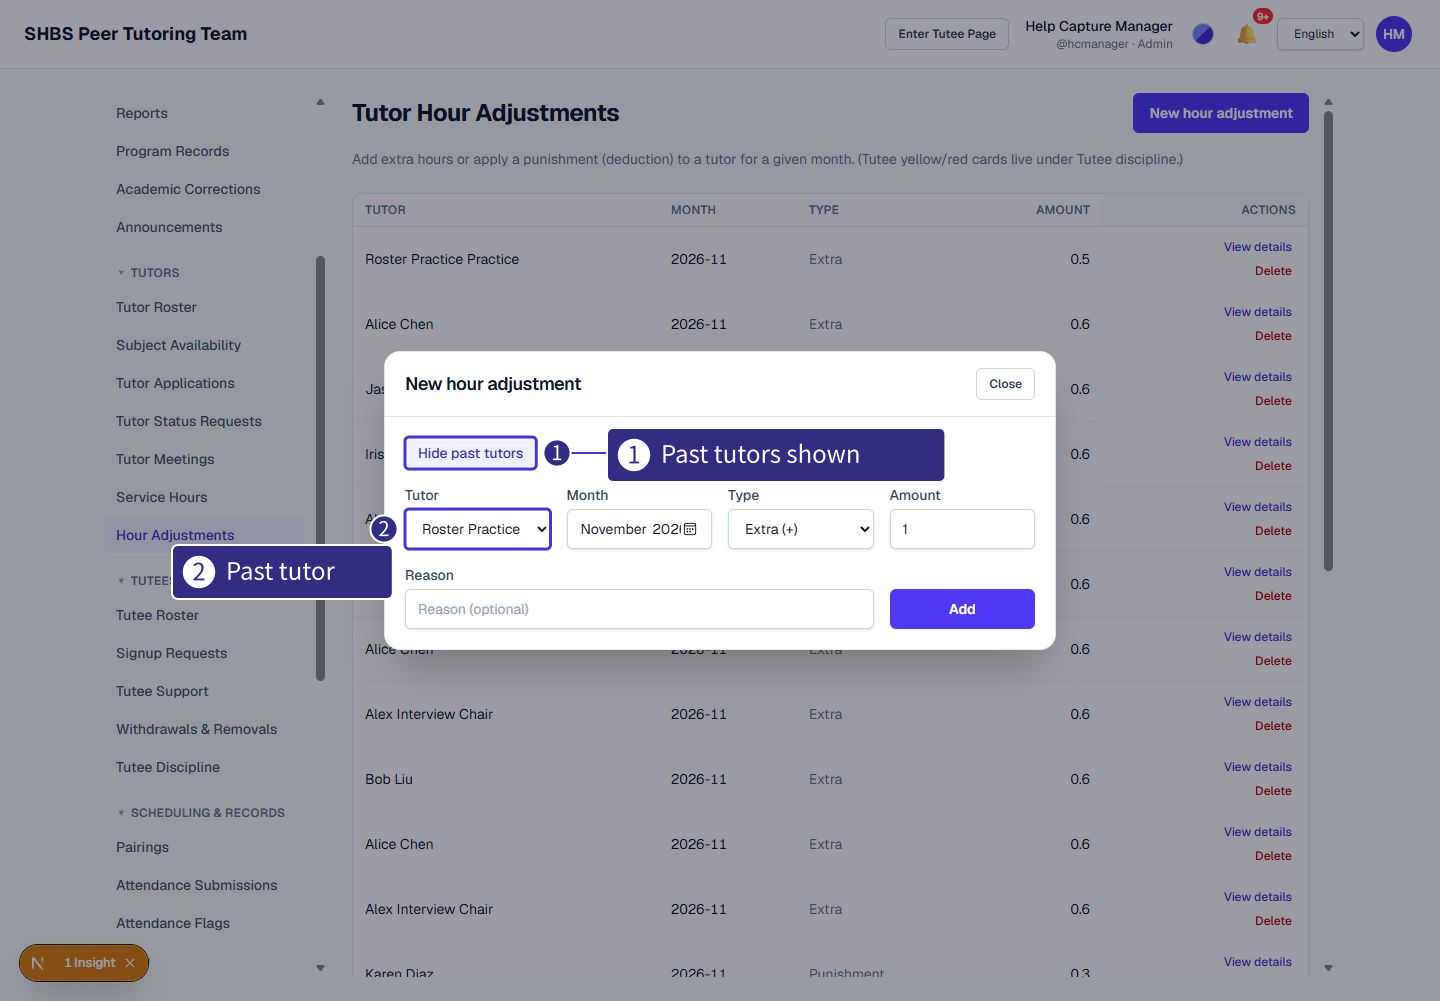 SHBS Peer Tutoring Team
Enter Tutee Page
Help Capture Manager
@hcmanager · Admin
9+
English
HM
Reports
Program Records
Academic Corrections
Announcements
TUTORS
Tutor Roster
Subject Availability
Tutor Applications
Tutor Status Requests
Tutor Meetings
Service Hours
Hour Adjustments
TUTEES
Tutee Roster
Signup Requests
Tutee Support
Withdrawals & Removals
Tutee Discipline
SCHEDULING & RECORDS
Pairings
Attendance Submissions
Attendance Flags
1 Insight
Tutor Hour Adjustments
New hour adjustment
Add extra hours or apply a punishment (deduction) to a tutor for a given month. (Tutee yellow/red cards live under Tutee discipline.)
TUTOR MONTH TYPE AMOUNT ACTIONS
Roster Practice Practice 2026-11 Extra 0.5 View details
Delete
Alice Chen 2026-11 Extra 0.6 View details
Delete
0.6 View details
Delete
Iris 0.6 View details
Delete
0.6 View details
Delete
0.6 View details
Delete
Alice Chen 2026-11 Extra 0.6 View details
Delete
Alex Interview Chair 2026-11 Extra 0.6 View details
Delete
Bob Liu 2026-11 Extra 0.6 View details
Delete
Alice Chen 2026-11 Extra 0.6 View details
Delete
Alex Interview Chair 2026-11 Extra 0.6 View details
Delete
Karen Diaz 2026-11 Punishment 0.3 View details
New hour adjustment
Close
Hide past tutors
1
1 Past tutors shown
Tutor Month Type Amount
2
Roster Practice November 202 Extra (+) 1
2 Past tutor
Reason
Reason (optional)
Add